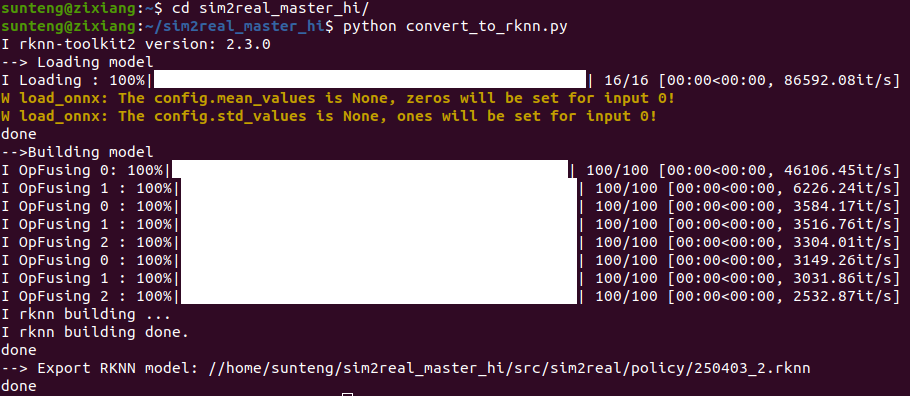 sunteng@zixiang:~$ cd sim2real_master_hi/
sunteng@zixiang:~/sim2real_master_hi$ python convert_to_rknn.py
I rknn-toolkit2 version: 2.3.0
--> Loading model
I Loading : 100%| | 16/16 [00:00<00:00, 86592.08it/s]
W load_onnx: The config.mean_values is None, zeros will be set for input 0!
W load_onnx: The config.std_values is None, ones will be set for input 0!
done
-->Building model
I OpFusing 0: 100%| | 100/100 [00:00<00:00, 46106.45it/s]
I OpFusing 1 : 100%| | 100/100 [00:00<00:00, 6226.24it/s]
I OpFusing 0 : 100%| | 100/100 [00:00<00:00, 3584.17it/s]
I OpFusing 1 : 100%| | 100/100 [00:00<00:00, 3516.76it/s]
I OpFusing 2 : 100%| | 100/100 [00:00<00:00, 3304.01it/s]
I OpFusing 0 : 100%| | 100/100 [00:00<00:00, 3149.26it/s]
I OpFusing 1 : 100%| | 100/100 [00:00<00:00, 3031.86it/s]
I OpFusing 2 : 100%| | 100/100 [00:00<00:00, 2532.87it/s]
I rknn building ...
I rknn building done.
done
--> Export RKNN model: //home/sunteng/sim2real_master_hi/src/sim2real/policy/250403_2.rknn
done